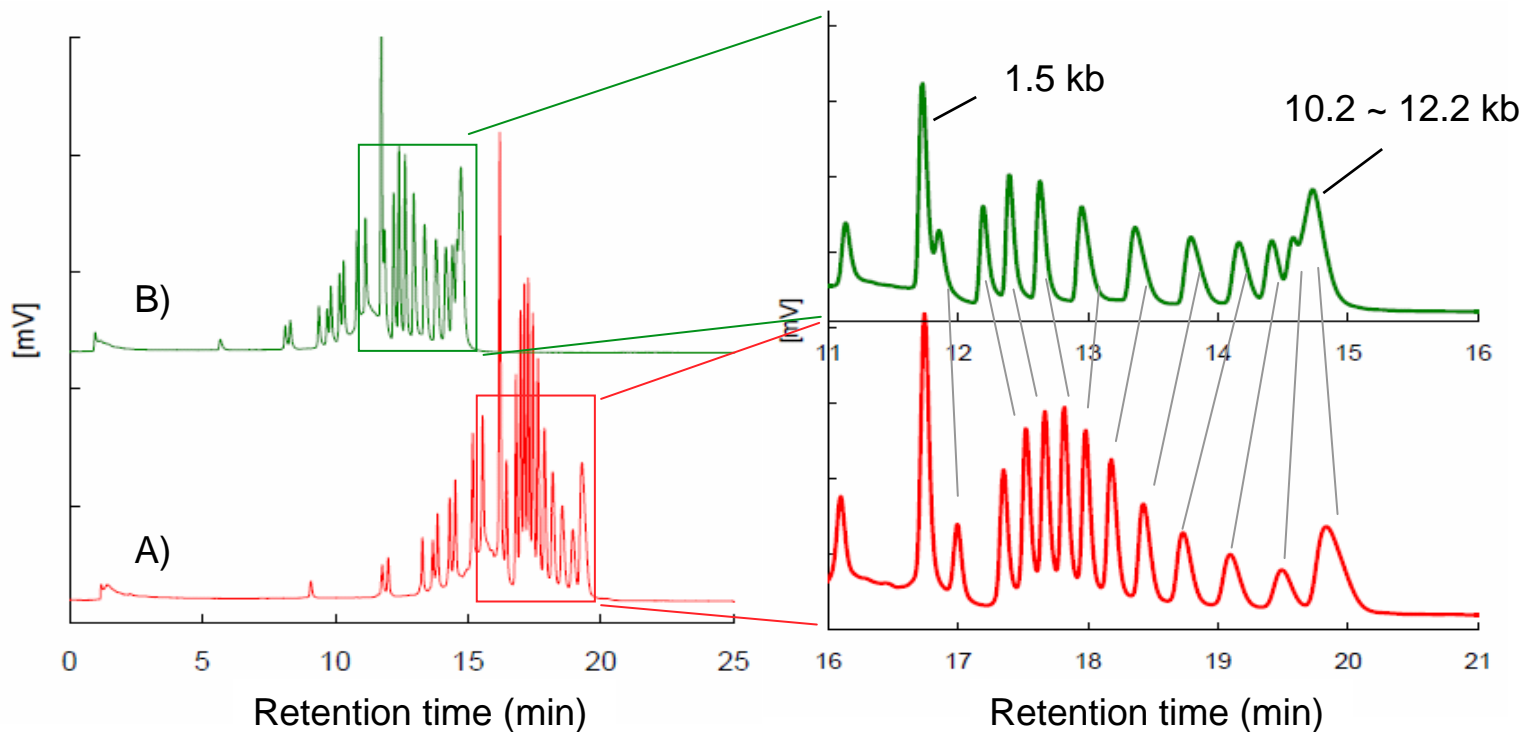 1.5 kb
10.2 ~ 12.2 kb
B)
[mV]
[mV]
11 12 13 14 15 16
A)
0 5 10 15 20 25
16 17 18 19 20 21
Retention time (min)
Retention time (min)